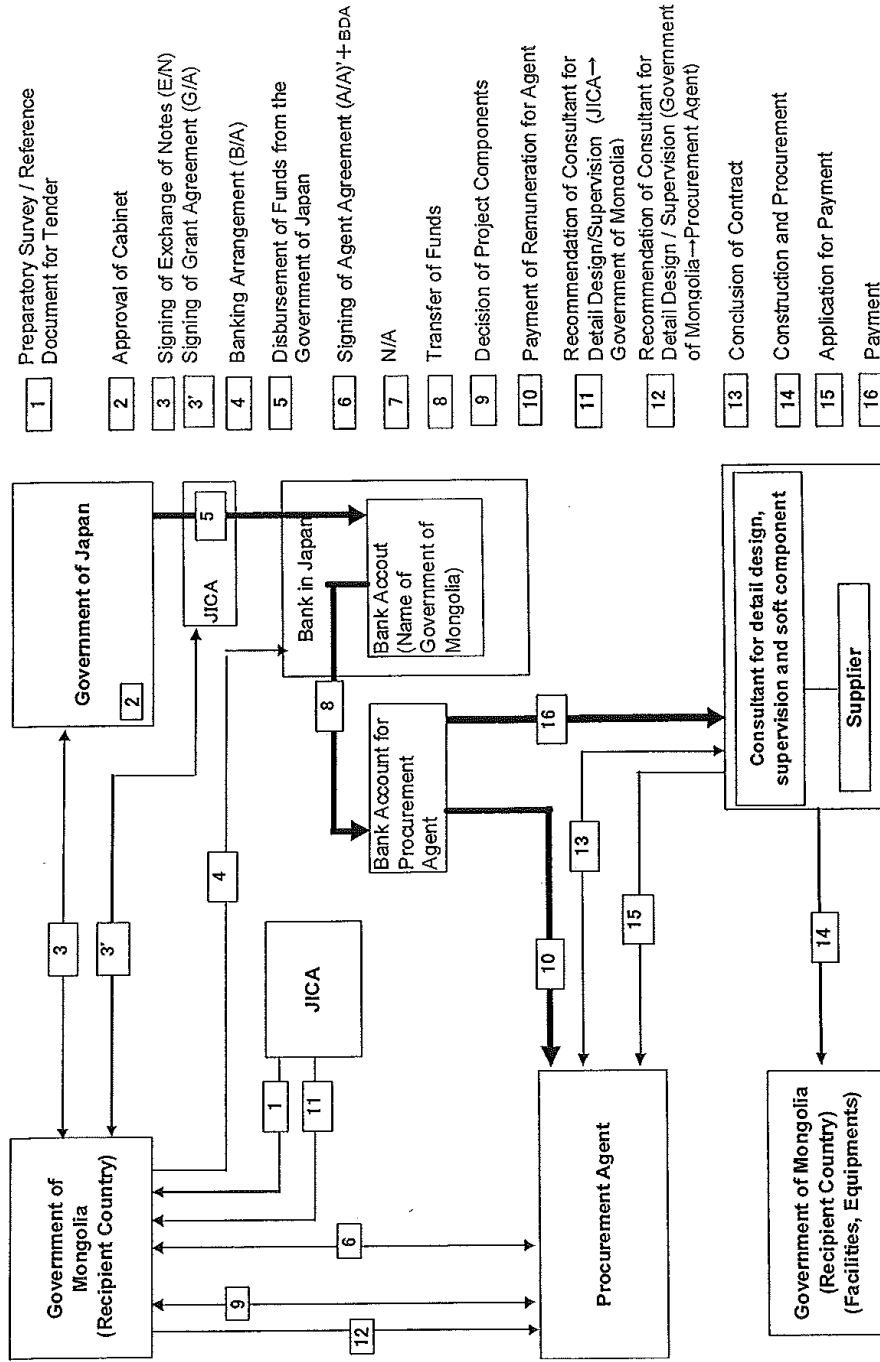 Government of
Mongolia
(Recipient Country)
3
3'
4
1
11
6
9
12
JICA
Government of Japan
2
JICA
5
Bank in Japan
Bank Accout
(Name of
Government of
Mongolia)
8
Bank Account for
Procurement
Agent
16
10
13
15
Procurement Agent
Consultant for detail design,
supervision and soft component
Supplier
14
Government of Mongolia
(Recipient Country)
(Facilities, Equipments)
1 Preparatory Survey / Reference
Document for Tender
2 Approval of Cabinet
3 Signing of Exchange of Notes (E/N)
3' Signing of Grant Agreement (G/A)
4 Banking Arrangement (B/A)
5 Disbursement of Funds from the
Government of Japan
6 Signing of Agent Agreement (A/A)'+ BDA
7 N/A
8 Transfer of Funds
9 Decision of Project Components
10 Payment of Remuneration for Agent
11 Recommendation of Consultant for
Detail Design/Supervision (JICA→
Government of Mongolia)
12 Recommendation of Consultant for
Detail Design / Supervision (Government
of Mongolia→Procurement Agent)
13 Conclusion of Contract
14 Construction and Procurement
15 Application for Payment
16 Payment